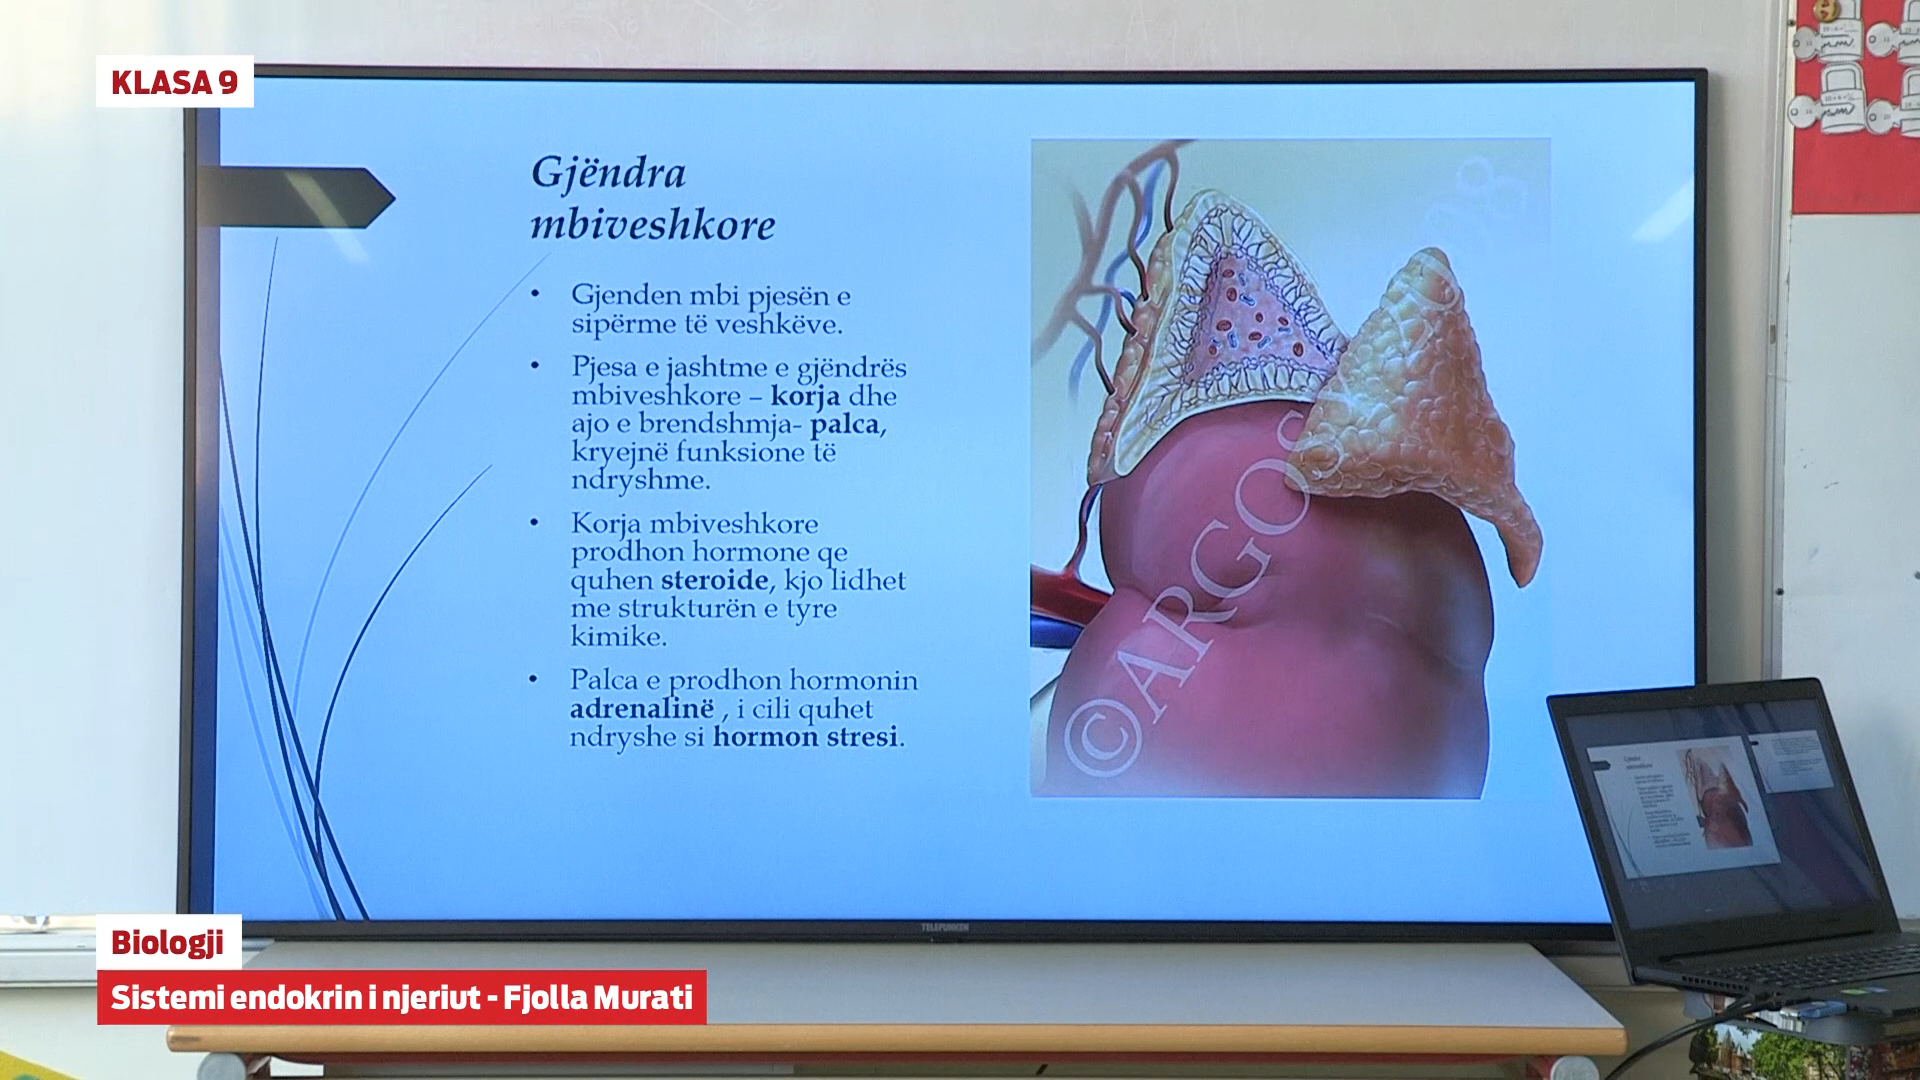 KLASA 9
Gjëndra
mbiveshkore
• Gjenden mbi pjesën e
sipërme të veshkëve.
• Pjesa e jashtme e gjëndrës
mbiveshkore – korja dhe
ajo e brendshmja- palca,
kryejnë funksione të
ndryshme.
• Korja mbiveshkore
prodhon hormone qe
quhen steroide, kjo lidhet
me strukturën e tyre
kimike.
• Palca e prodhon hormonin
adrenalinë , i cili quhet
ndryshe si hormon stresi.
©ARGOS
TELEFUNKEN
Biologji
Sistemi endokrin i njeriut - Fjolla Murati